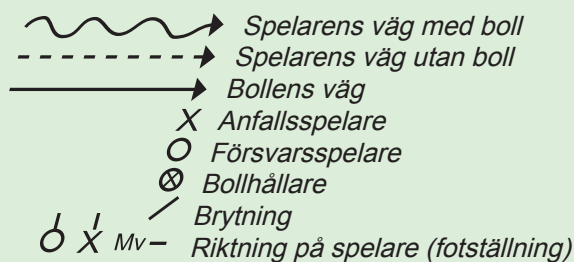 Spelarens väg med boll
Spelarens väg utan boll
Bollens väg
X Anfallsspelare
O Försvarsspelare
⊗ Bollhållare
Brytning
O X Mv – Riktning på spelare (fotställning)